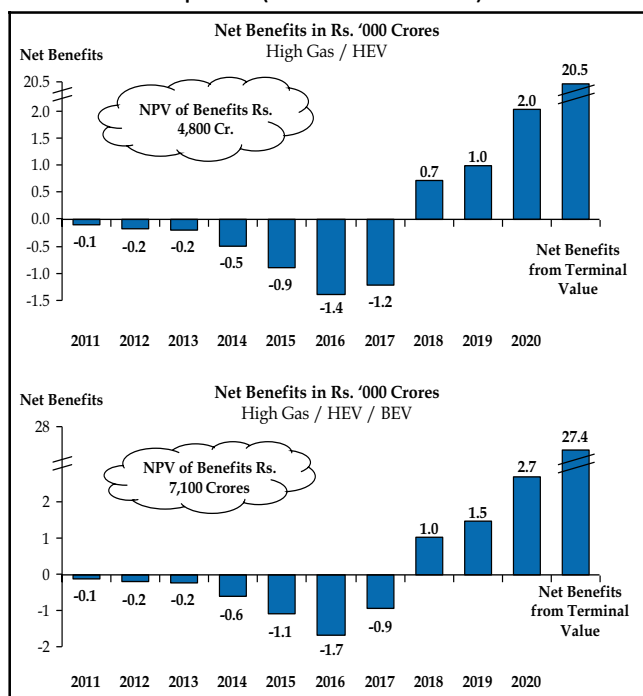 Net Benefits in Rs. '000 Crores
High Gas / HEV
Net Benefits
20.5
2.0
1.5
1.0
0.5
0.0
-0.5
-1.0
-1.5
NPV of Benefits Rs.
4,800 Cr.
-0.1
-0.2
-0.2
-0.5
-0.9
-1.4
-1.2
0.7
1.0
2.0
20.5
Net Benefits
from Terminal
Value
2011 2012 2013 2014 2015 2016 2017 2018 2019 2020
Net Benefits in Rs. '000 Crores
High Gas / HEV / BEV
Net Benefits
28
2
1
0
-1
-2
NPV of Benefits Rs.
7,100 Crores
-0.1
-0.2
-0.2
-0.6
-1.1
-1.7
-0.9
1.0
1.5
2.7
27.4
Net Benefits
from Terminal
Value
2011 2012 2013 2014 2015 2016 2017 2018 2019 2020